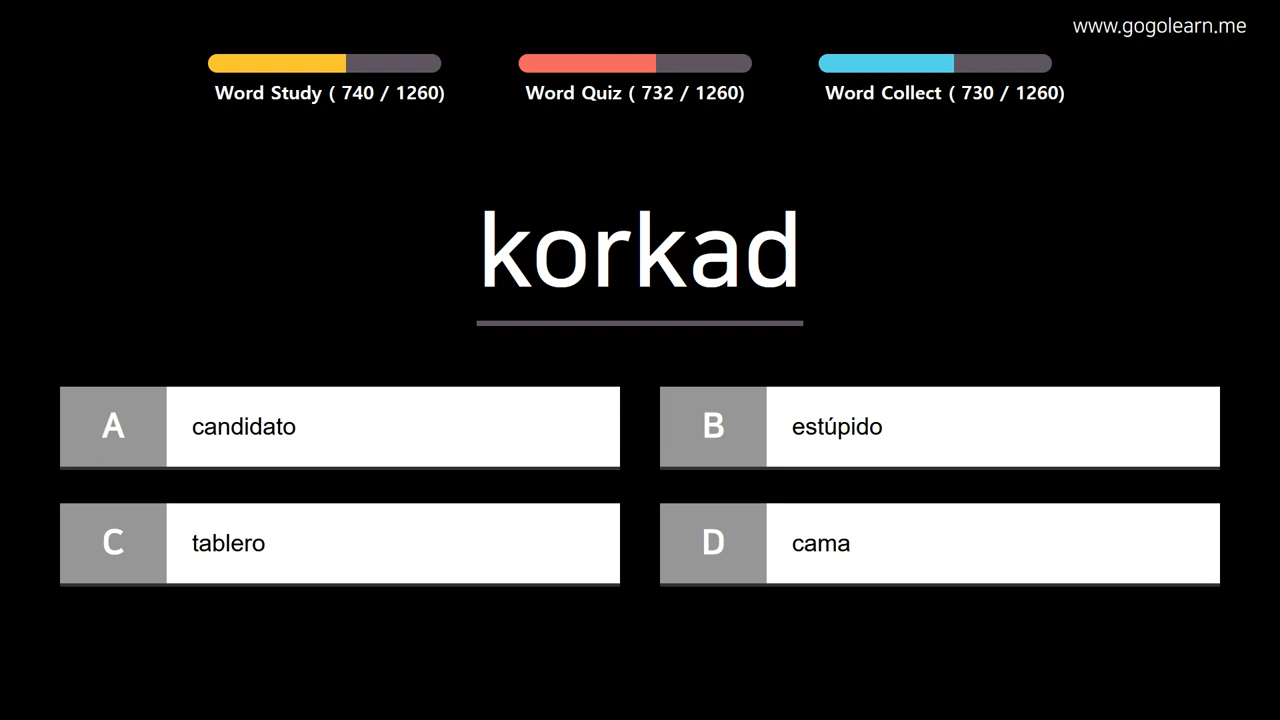 www.gogolearn.me
Word Study ( 740 / 1260)
Word Quiz ( 732 / 1260)
Word Collect ( 730 / 1260)
korkad
A candidato
B estúpido
C tablero
D cama